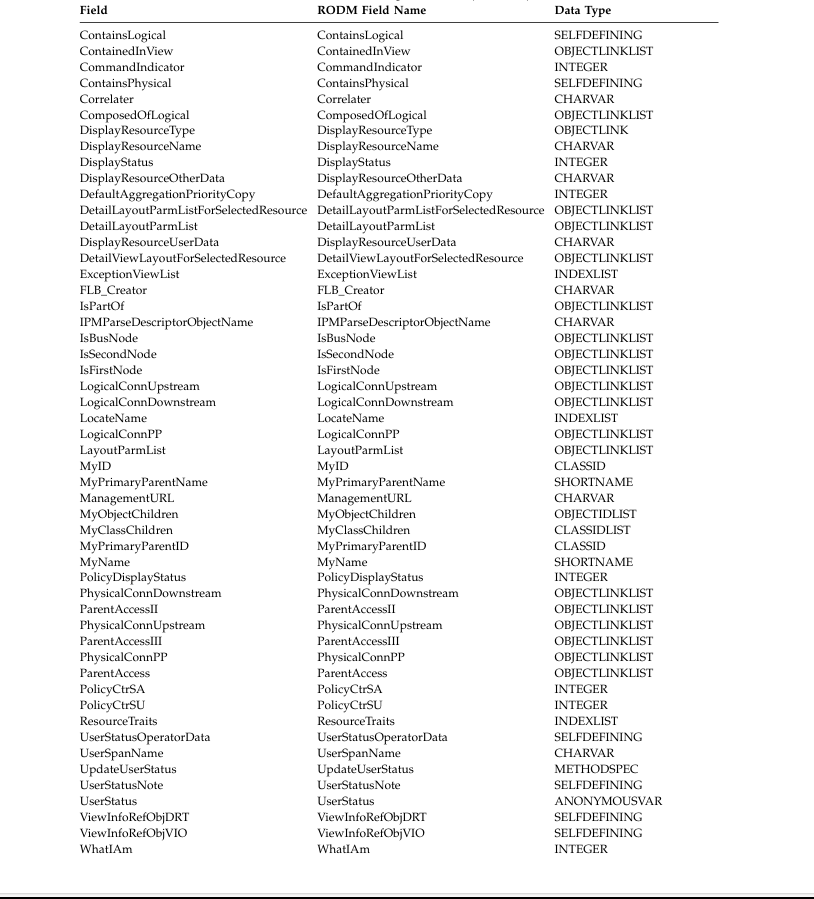 Field RODM Field Name Data Type
ContainsLogical ContainsLogical SELFDEFINING
ContainedInView ContainedInView OBJECTLINKLIST
CommandIndicator CommandIndicator INTEGER
ContainsPhysical ContainsPhysical SELFDEFINING
Correlater Correlater CHARVAR
ComposedOfLogical ComposedOfLogical OBJECTLINKLIST
DisplayResourceType DisplayResourceType OBJECTLINK
DisplayResourceName DisplayResourceName CHARVAR
DisplayStatus DisplayStatus INTEGER
DisplayResourceOtherData DisplayResourceOtherData CHARVAR
DefaultAggregationPriorityCopy DefaultAggregationPriorityCopy INTEGER
DetailLayoutParmListForSelectedResource DetailLayoutParmListForSelectedResource OBJECTLINKLIST
DetailLayoutParmList DetailLayoutParmList OBJECTLINKLIST
DisplayResourceUserData DisplayResourceUserData CHARVAR
DetailViewLayoutForSelectedResource DetailViewLayoutForSelectedResource OBJECTLINKLIST
ExceptionViewList ExceptionViewList INDEXLIST
FLB_Creator FLB_Creator CHARVAR
IsPartOf IsPartOf OBJECTLINKLIST
IPMParseDescriptorObjectName IPMParseDescriptorObjectName CHARVAR
IsBusNode IsBusNode OBJECTLINKLIST
IsSecondNode IsSecondNode OBJECTLINKLIST
IsFirstNode IsFirstNode OBJECTLINKLIST
LogicalConnUpstream LogicalConnUpstream OBJECTLINKLIST
LogicalConnDownstream LogicalConnDownstream OBJECTLINKLIST
LocateName LocateName INDEXLIST
LogicalConnPP LogicalConnPP OBJECTLINKLIST
LayoutParmList LayoutParmList OBJECTLINKLIST
MyID MyID CLASSID
MyPrimaryParentName MyPrimaryParentName SHORTNAME
ManagementURL ManagementURL CHARVAR
MyObjectChildren MyObjectChildren OBJECTIDLIST
MyClassChildren MyClassChildren CLASSIDLIST
MyPrimaryParentID MyPrimaryParentID CLASSID
MyName MyName SHORTNAME
PolicyDisplayStatus PolicyDisplayStatus INTEGER
PhysicalConnDownstream PhysicalConnDownstream OBJECTLINKLIST
ParentAccessII ParentAccessII OBJECTLINKLIST
PhysicalConnUpstream PhysicalConnUpstream OBJECTLINKLIST
ParentAccessIII ParentAccessIII OBJECTLINKLIST
PhysicalConnPP PhysicalConnPP OBJECTLINKLIST
ParentAccess ParentAccess OBJECTLINKLIST
PolicyCtrSA PolicyCtrSA INTEGER
PolicyCtrSU PolicyCtrSU INTEGER
ResourceTraits ResourceTraits INDEXLIST
UserStatusOperatorData UserStatusOperatorData SELFDEFINING
UserSpanName UserSpanName CHARVAR
UpdateUserStatus UpdateUserStatus METHODSPEC
UserStatusNote UserStatusNote SELFDEFINING
UserStatus UserStatus ANONYMOUSVAR
ViewInfoRefObjDRT ViewInfoRefObjDRT SELFDEFINING
ViewInfoRefObjVIO ViewInfoRefObjVIO SELFDEFINING
WhatIAm WhatIAm INTEGER